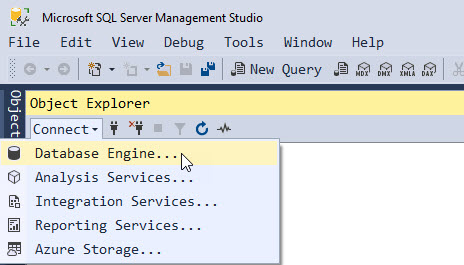 Microsoft SQL Server Management Studio
File Edit View Debug Tools Window Help
New Query MDX DMX XMLA DAX
Object
Object Explorer
Connect
Database Engine...
Analysis Services...
Integration Services...
Reporting Services...
Azure Storage...